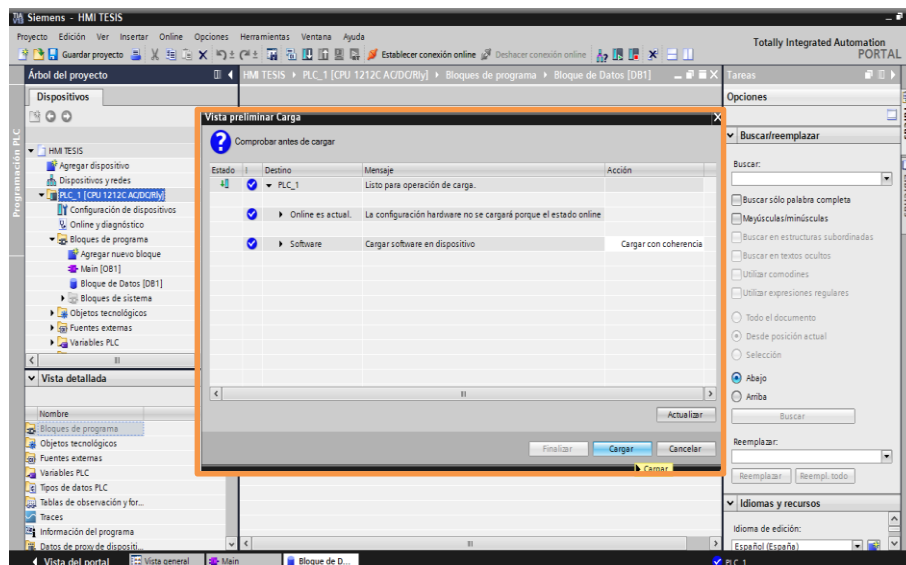 Siemens - HMI TESIS
Proyecto Edición Ver Insertar Online Opciones Herramientas Ventana Ayuda
Guardar proyecto Establecer conexión online Deshacer conexión online
Totally Integrated Automation
PORTAL
Árbol del proyecto
HMI TESIS PLC_1 [CPU 1212C AC/DC/Rly] Bloques de programa Bloque de Datos [DB1]
Tareas
Dispositivos
Opciones
Programación PLC
HMI TESIS
Agregar dispositivo
Dispositivos y redes
PLC_1 [CPU 1212C AC/DC/Rly]
Configuración de dispositivos
Online y diagnóstico
Bloques de programa
Agregar nuevo bloque
Main [OB1]
Bloque de Datos [DB1]
Bloques de sistema
Objetos tecnológicos
Fuentes externas
Variables PLC
Vista detallada
Nombre
Bloques de programa
Objetos tecnológicos
Fuentes externas
Variables PLC
Tipos de datos PLC
Tablas de observación y for...
Traces
Información del programa
Datos de proxy de dispositi...
Vista preliminar Carga
X
Comprobar antes de cargar
Estado ! Destino Mensaje Acción
PLC_1 Listo para operación de carga.
Online es actual. La configuración hardware no se cargará porque el estado online
Software Cargar software en dispositivo Cargar con coherencia
Actualizar
Finalizar Cargar Cancelar
Cargar
Buscar/reemplazar
Buscar:
Buscar sólo palabra completa
Mayúsculas/minúsculas
Buscar en estructuras subordinadas
Buscar en textos ocultos
Utilizar comodines
Utilizar expresiones regulares
Todo el documento
Desde posición actual
Selección
Abajo
Arriba
Buscar
Reemplazar:
Reemplazar Reempl. todo
Idiomas y recursos
Idioma de edición:
Español (España)
Vista del portal Vista general Main Bloque de D...
PLC_1